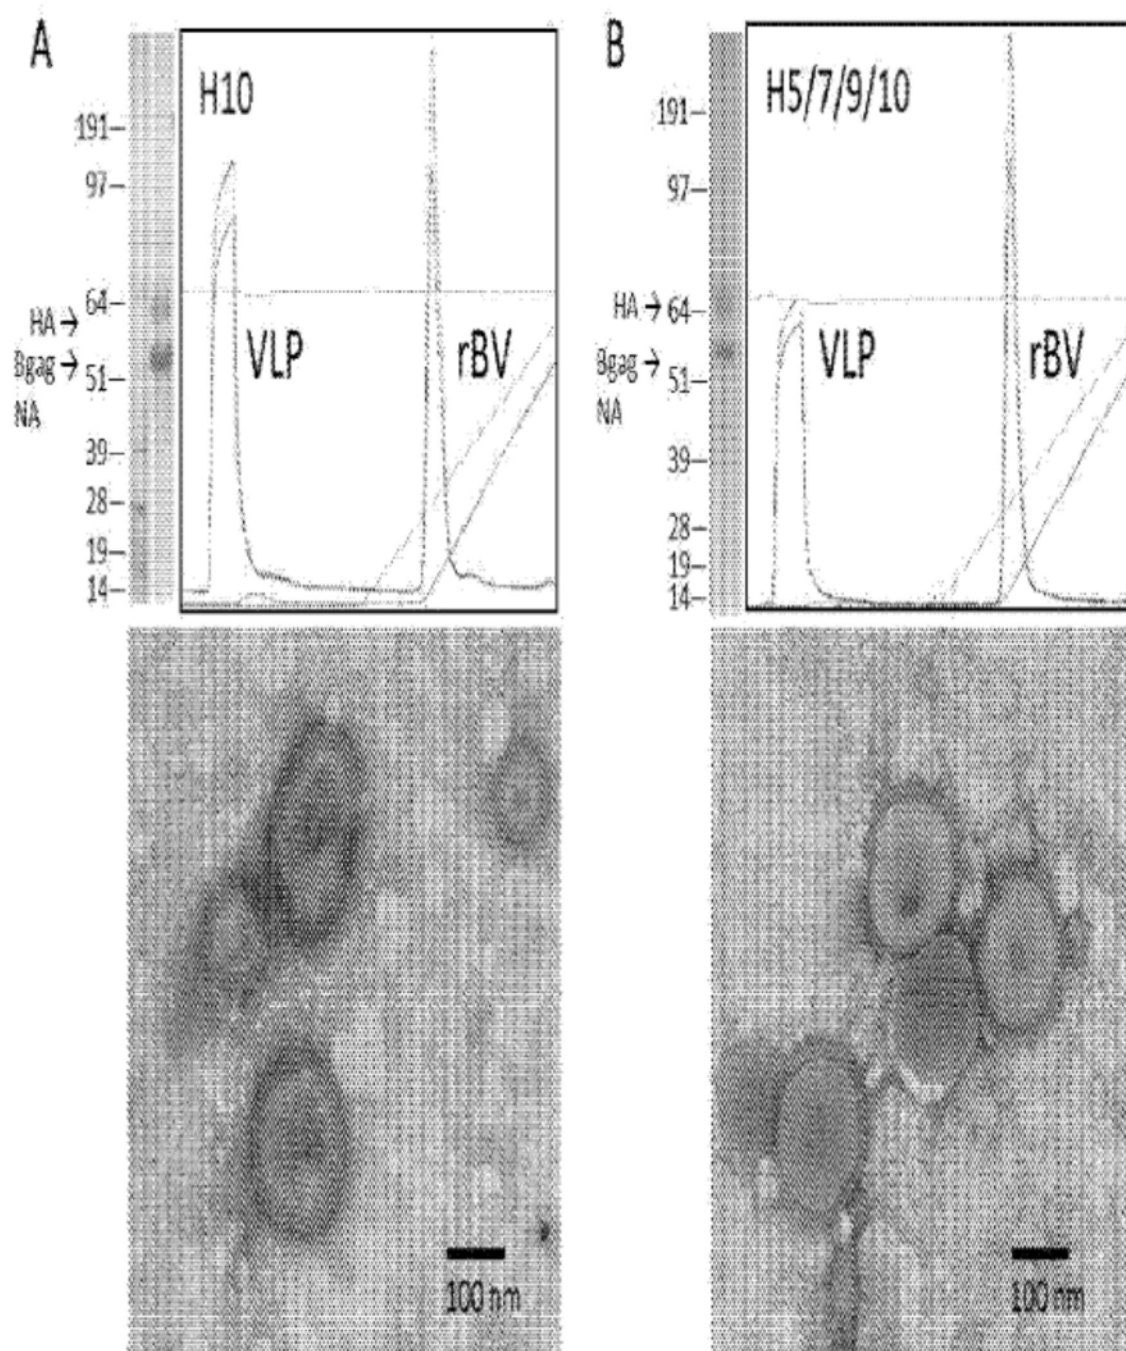 A
H10
191
97
64
HA →
Bgag →
51
NA
39
28
19
14
VLP
rBV
100 nm
B
H5/7/9/10
191
97
HA →
64
Bgag →
51
NA
39
28
19
14
VLP
rBV
100 nm